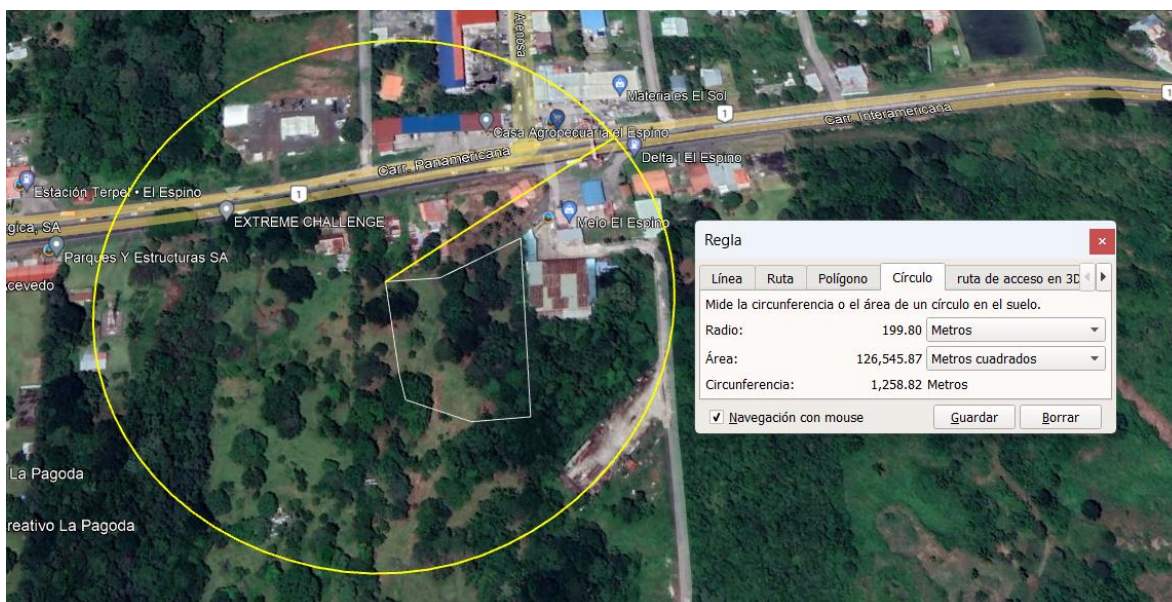 Arenosa
Materiales El Sol
1
1
Casa Agropecuaria el Espino
Carr. Interamericana
Carr. Panamericana
Delta | El Espino
Estación Terpel • El Espino
1
EXTREME CHALLENGE
Melo El Espino
gica, SA
Parques Y Estructuras SA
cevedo
La Pagoda
reativo La Pagoda
Regla
Línea Ruta Polígono Círculo ruta de acceso en 3D
Mide la circunferencia o el área de un círculo en el suelo.
Radio: 199.80 Metros
Área: 126,545.87 Metros cuadrados
Circunferencia: 1,258.82 Metros
Navegación con mouse Guardar Borrar